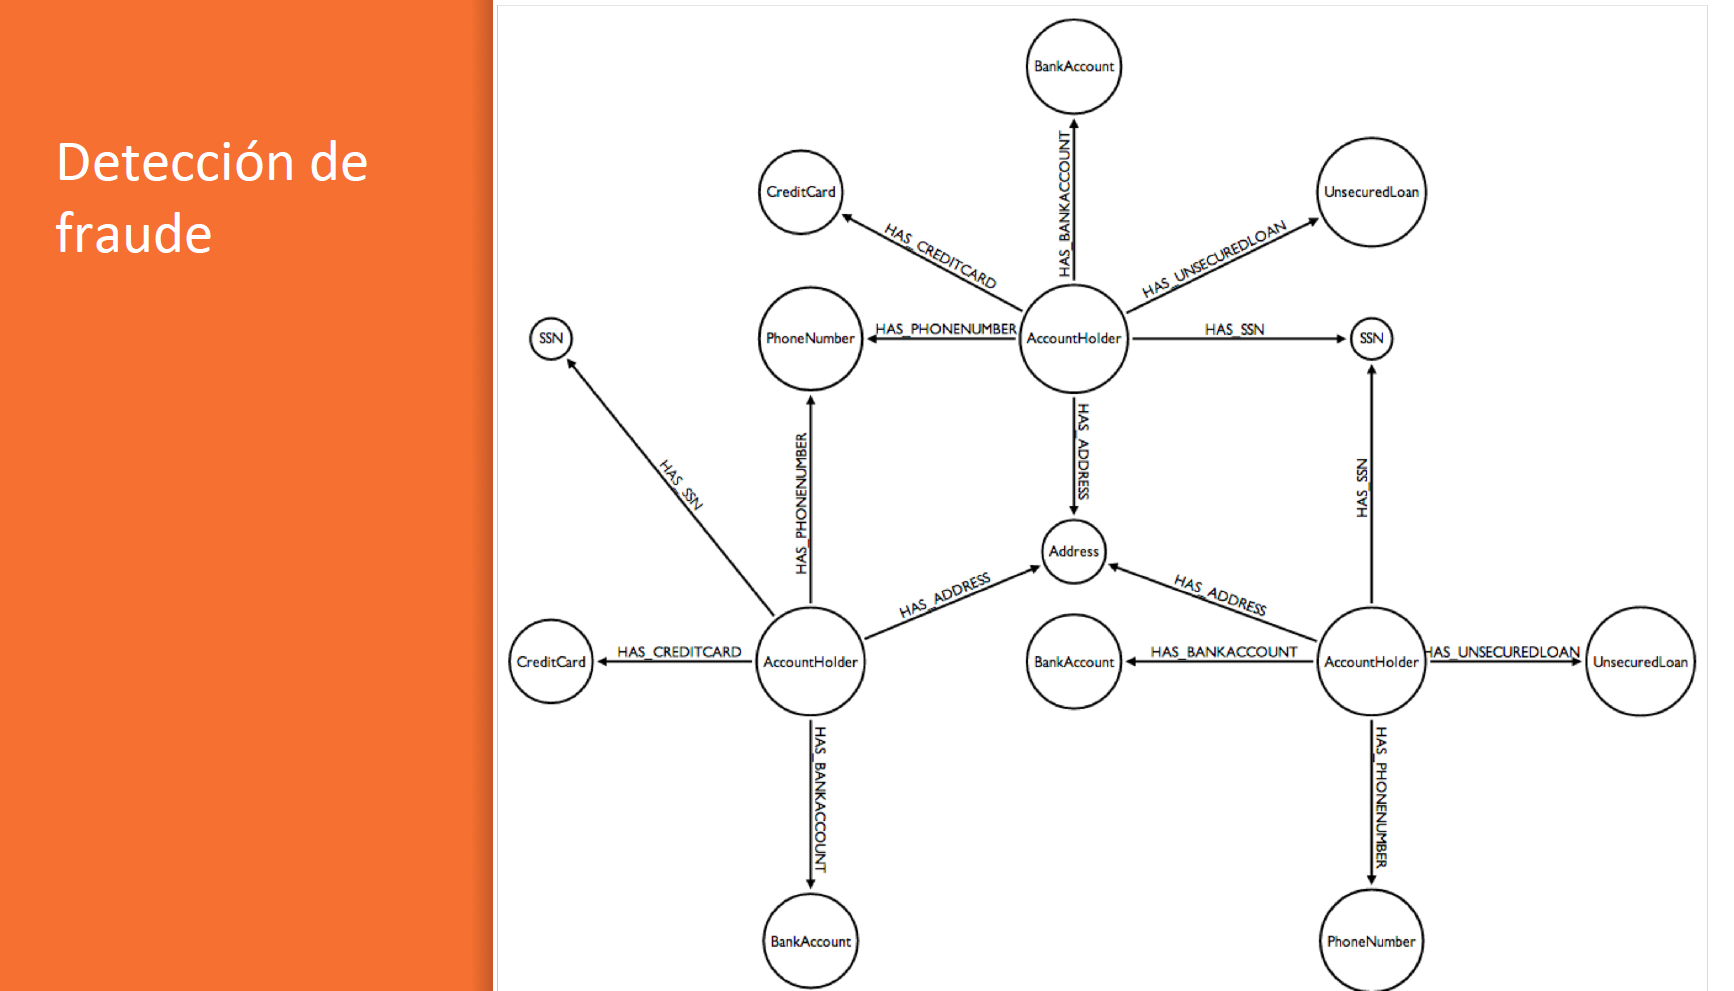 Detección de
fraude
BankAccount
CreditCard
UnsecuredLoan
HAS_BANKACCOUNT
HAS_CREDITCARD
HAS_UNSECUREDLOAN
SSN
PhoneNumber
HAS_PHONENUMBER
AccountHolder
HAS_SSN
SSN
HAS_SSN
HAS_PHONENUMBER
HAS_ADDRESS
HAS_SSN
Address
HAS_ADDRESS
HAS_ADDRESS
CreditCard
HAS_CREDITCARD
AccountHolder
BankAccount
HAS_BANKACCOUNT
AccountHolder
HAS_UNSECUREDLOAN
UnsecuredLoan
HAS_BANKACCOUNT
HAS_PHONENUMBER
BankAccount
PhoneNumber